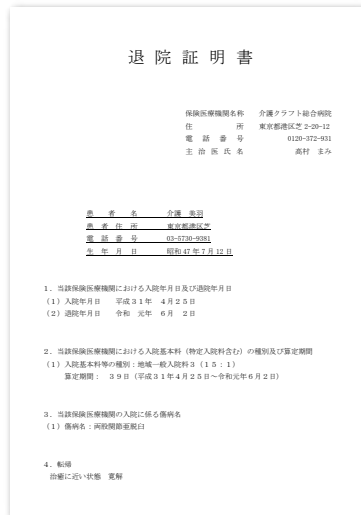 退院証明書
保険医療機関名称 介護クラフト総合病院
住所 東京都港区芝 2-20-12
電話番号 0120-372-931
主治医氏名 高村 まみ
患者名 介護 美羽
患者住所 東京都港区芝
電話番号 03-5730-9381
生年月日 昭和 47 年 7 月 12 日
1．当該保険医療機関における入院年月日及び退院年月日
（1）入院年月日 平成３１年 ４月２５日
（2）退院年月日 令和 元年 ６月 ２日
2．当該保険医療機関における入院基本料（特定入院料含む）の種別及び算定期間
（1）入院基本料等の種別：地域一般入院料３（１５：１）
算定期間： ３９日（平成３１年４月２５日～令和元年６月２日）
3．当該保険医療機関の入院に係る傷病名
（1）傷病名：両股関節亜脱臼
4．転帰
治癒に近い状態 寛解